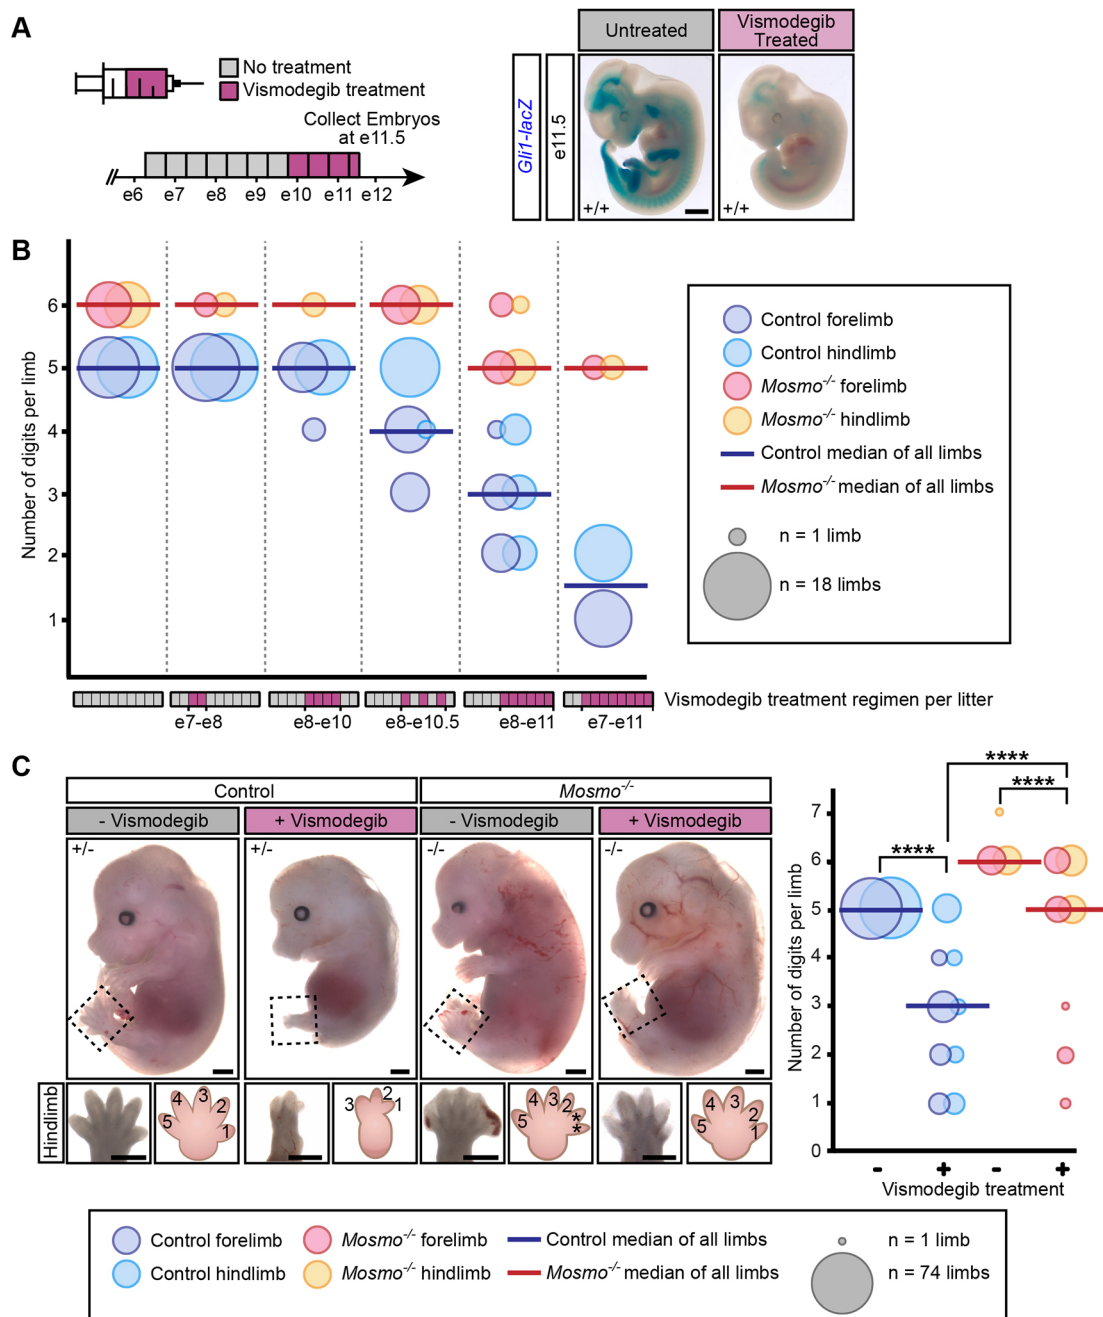 A
No treatment
Vismodegib treatment
Collect Embryos
at e11.5
e6 e7 e8 e9 e10 e11 e12
Untreated
Vismodegib
Treated
Gli1-lacZ
e11.5
+/+
+/+
B
Number of digits per limb
6
5
4
3
2
1
e7-e8
e8-e10
e8-e10.5
e8-e11
e7-e11
Vismodegib treatment regimen per litter
Control forelimb
Control hindlimb
Mosmo-/- forelimb
Mosmo-/- hindlimb
Control median of all limbs
Mosmo-/- median of all limbs
n = 1 limb
n = 18 limbs
C
Control
Mosmo-/-
- Vismodegib
+ Vismodegib
- Vismodegib
+ Vismodegib
+/-
+/-
-/-
-/-
Hindlimb
5 4 3 2 1
3 2 1
5 4 3 2 * *
5 4 3 2 1
Number of digits per limb
7
6
5
4
3
2
1
0
****
****
****
- + - +
Vismodegib treatment
Control forelimb
Control hindlimb
Mosmo-/- forelimb
Mosmo-/- hindlimb
Control median of all limbs
Mosmo-/- median of all limbs
n = 1 limb
n = 74 limbs